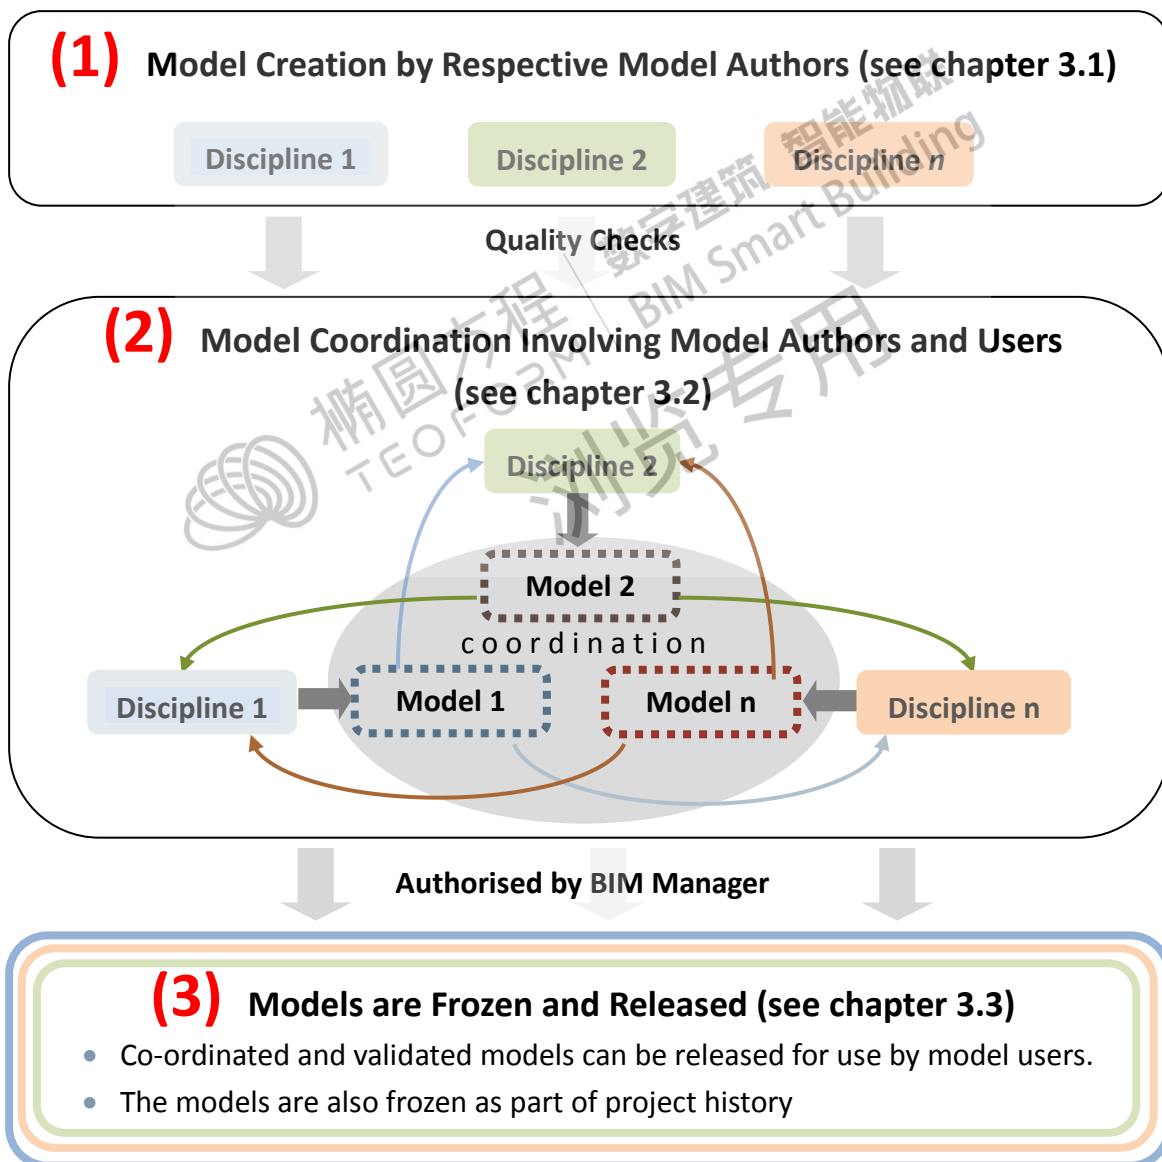 (1) Model Creation by Respective Model Authors (see chapter 3.1)
Discipline 1
Discipline 2
Discipline n
Quality Checks
(2) Model Coordination Involving Model Authors and Users
(see chapter 3.2)
Discipline 2
Model 2
coordination
Discipline 1
Model 1
Model n
Discipline n
Authorised by BIM Manager
(3) Models are Frozen and Released (see chapter 3.3)
• Co-ordinated and validated models can be released for use by model users.
• The models are also frozen as part of project history
椭圆方程
TEOFORM
数字建筑 智能物联
BIM Smart Building
浏览专用